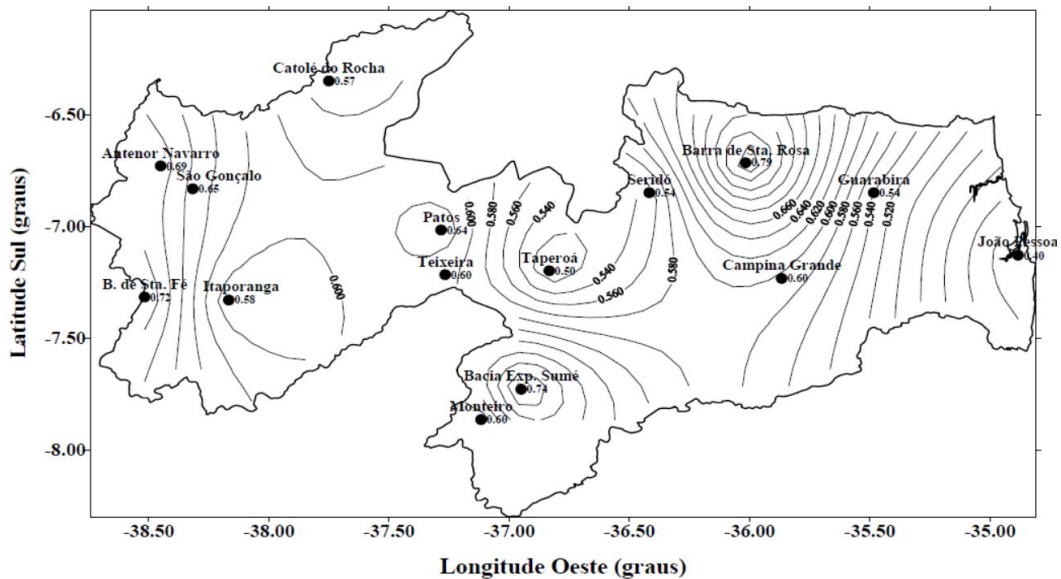 Catolé do Rocha
0.57
-6.50
Antenor Navarro
0.69
São Gonçalo
0.65
Barra de Sta. Rosa
0.79
Seridó
0.54
Guarabira
0.54
-7.00
Patos
0.64
0.600
0.580
0.560
0.540
0.660
0.640
0.620
0.600
0.580
0.560
0.540
0.520
João Pessoa
0.40
Teixeira
0.60
Taperoá
0.50
0.540
0.560
0.580
Campina Grande
0.60
B. de Sta. Fé
0.72
Itaporanga
0.58
0.600
-7.50
Bacia Exp. Sumé
0.74
Monteiro
0.60
-8.00
Latitude Sul (graus)
-38.50
-38.00
-37.50
-37.00
-36.50
-36.00
-35.50
-35.00
Longitude Oeste (graus)